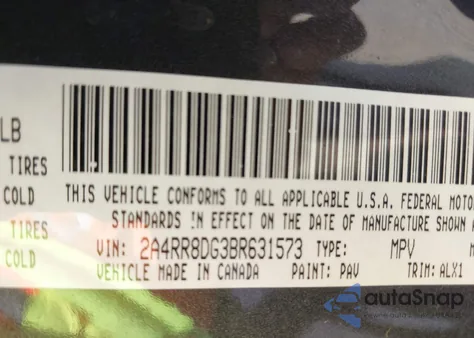 LB
TIRES
COLD THIS VEHICLE CONFORMS TO ALL APPLICABLE U.S.A. FEDERAL MOTO
TIRES STANDARDS IN EFFECT ON THE DATE OF MANUFACTURE SHOWN A
VIN: 2A4RR8DG3BR631573 TYPE: MPV M
COLD VEHICLE MADE IN CANADA PAINT: PAV TRIM: ALX1
autaSnap